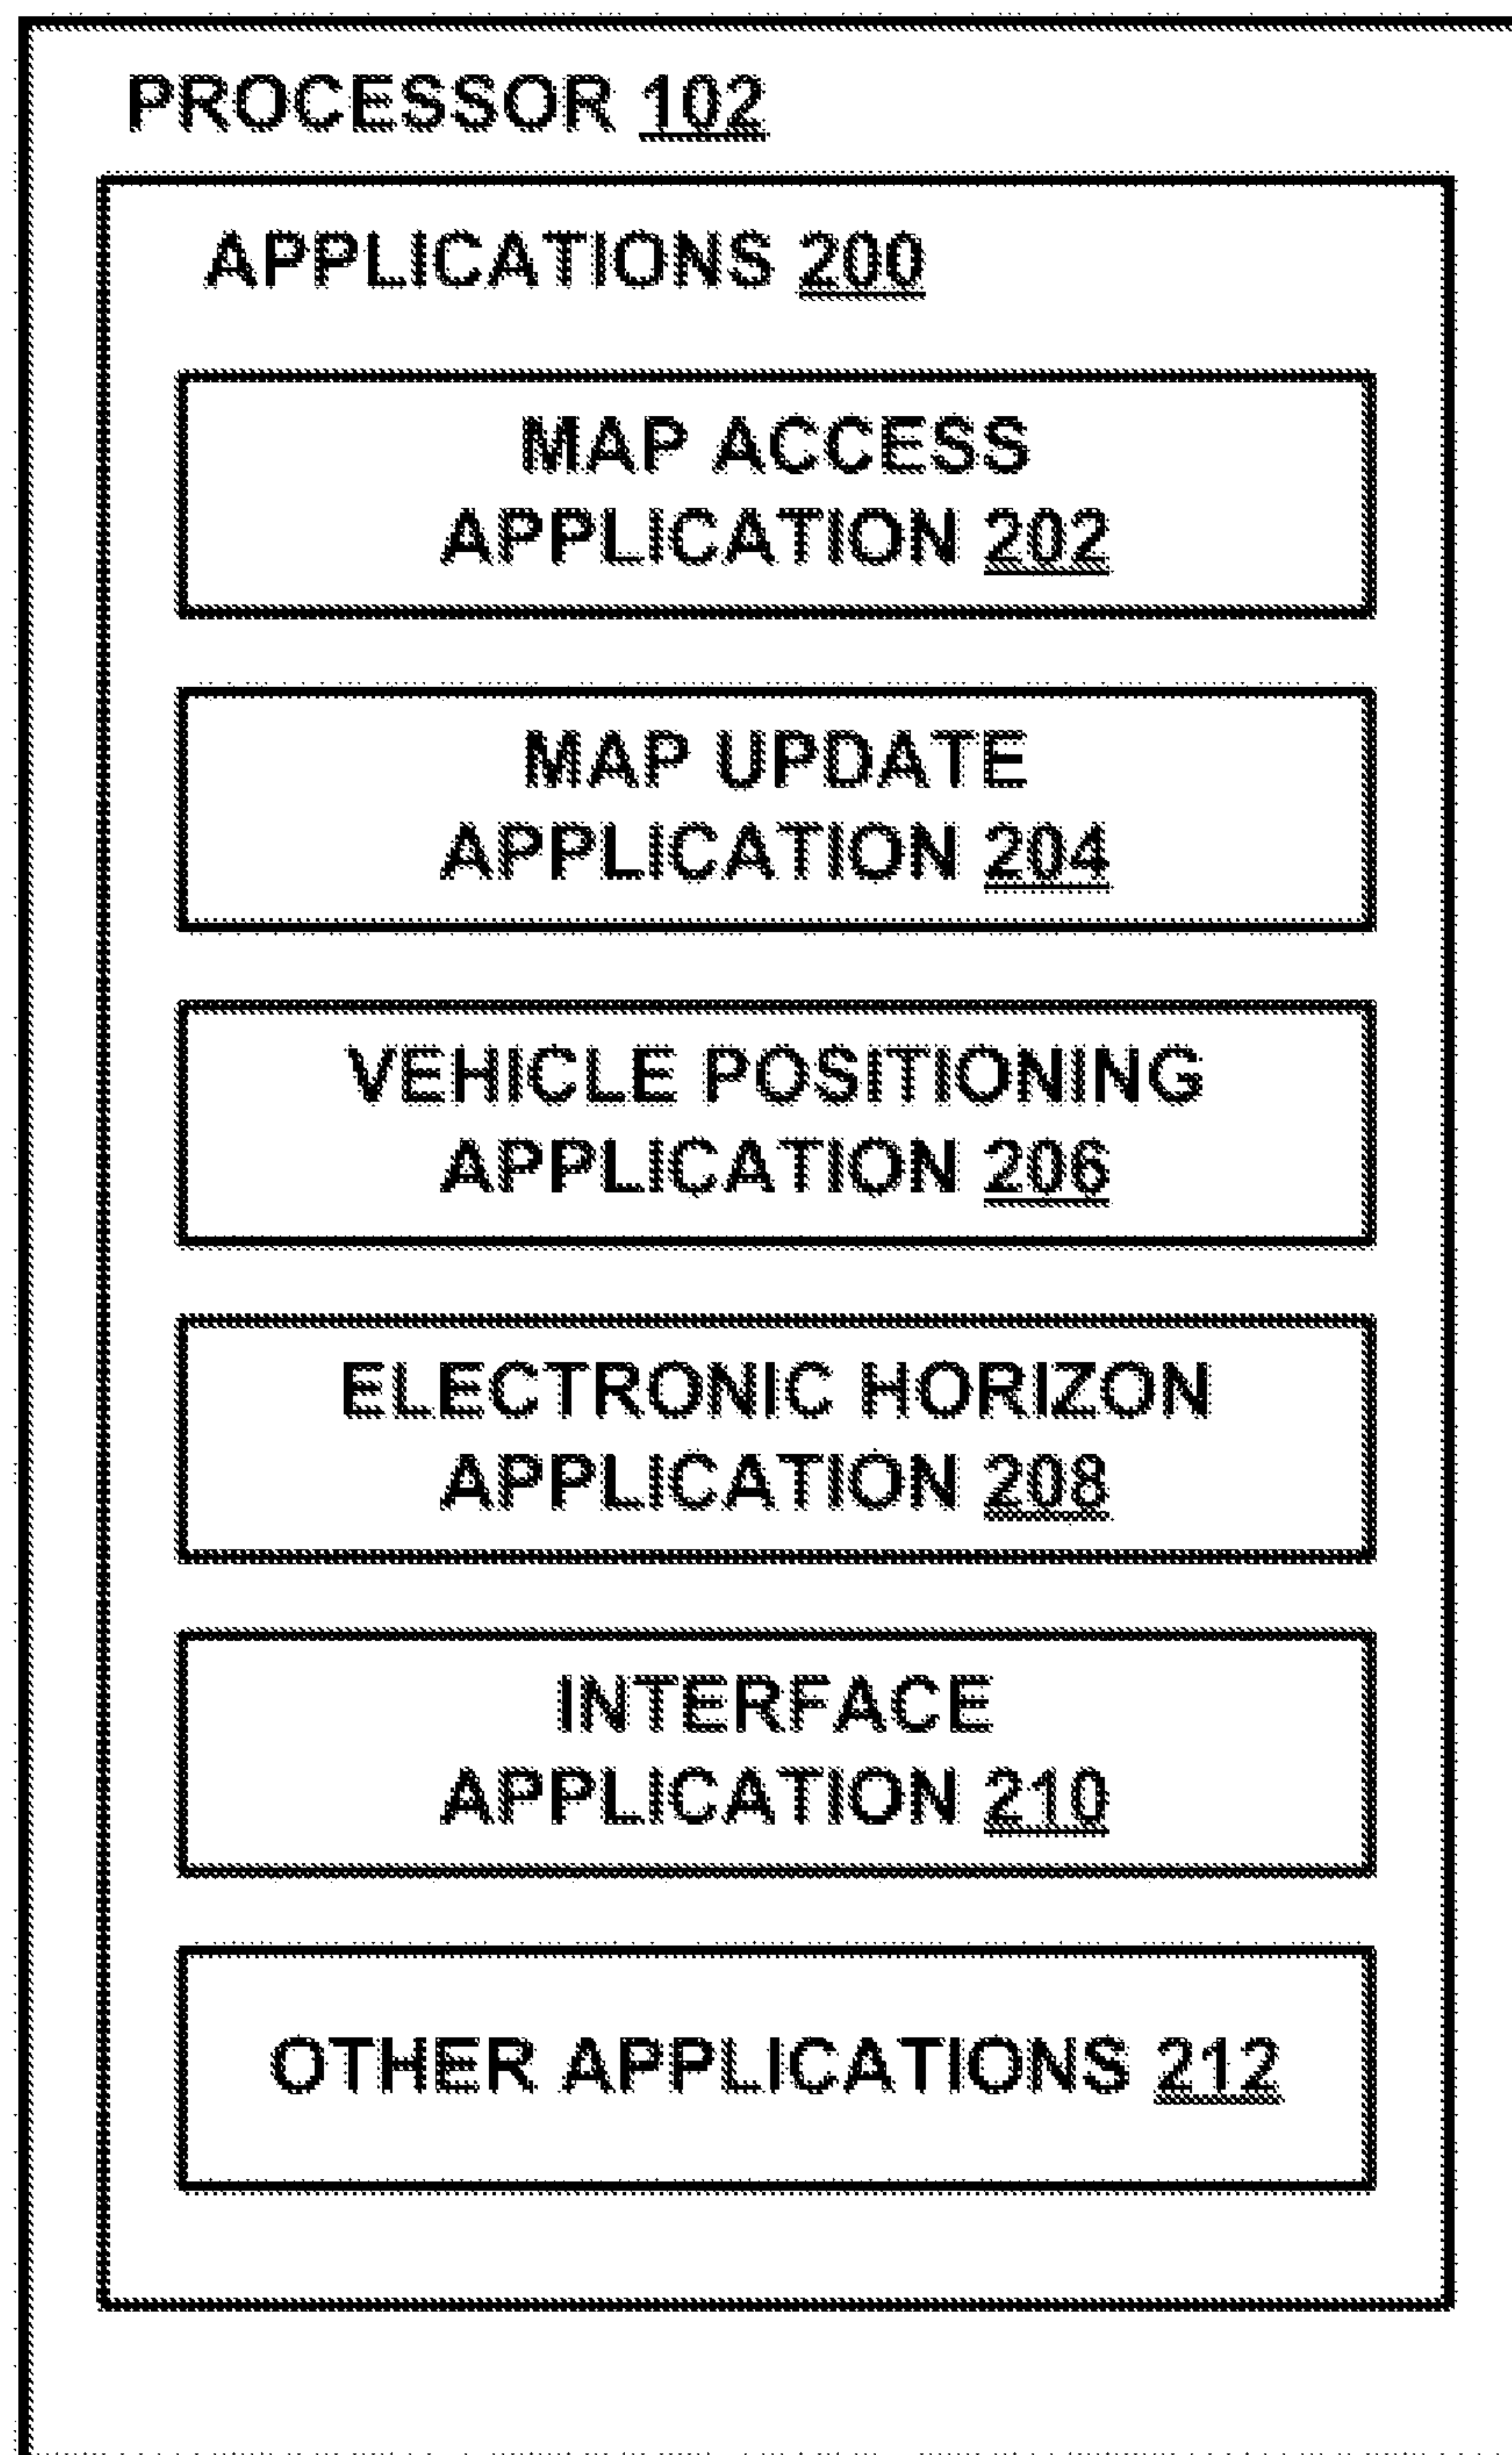 PROCESSOR 102
APPLICATIONS 200
MAP ACCESS
APPLICATION 202
MAP UPDATE
APPLICATION 204
VEHICLE POSITIONING
APPLICATION 206
ELECTRONIC HORIZON
APPLICATION 208
INTERFACE
APPLICATION 210
OTHER APPLICATIONS 212